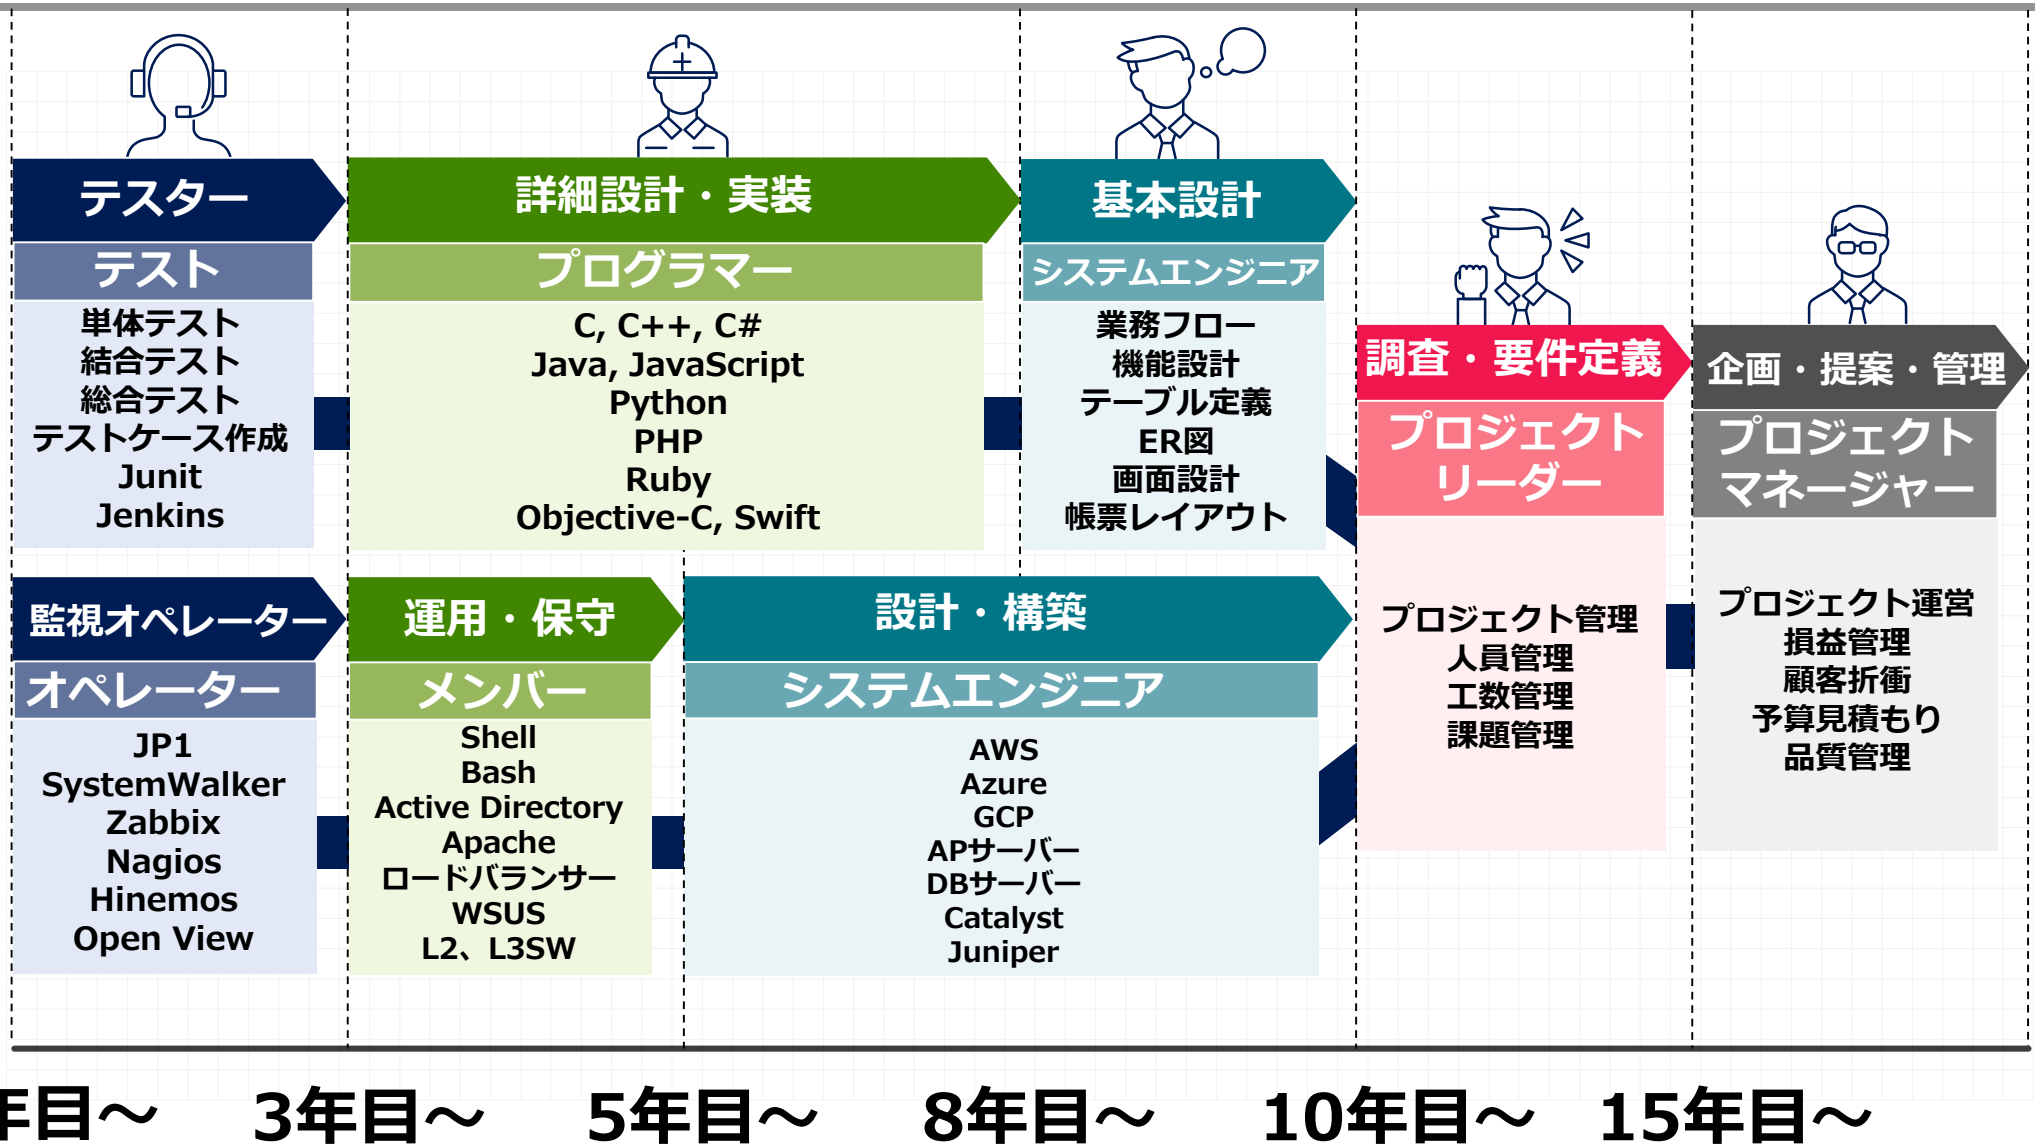 テスター
テスト
単体テスト
結合テスト
総合テスト
テストケース作成
Junit
Jenkins
詳細設計・実装
プログラマー
C, C++, C#
Java, JavaScript
Python
PHP
Ruby
Objective-C, Swift
基本設計
システムエンジニア
業務フロー
機能設計
テーブル定義
ER図
画面設計
帳票レイアウト
監視オペレーター
オペレーター
JP1
SystemWalker
Zabbix
Nagios
Hinemos
Open View
運用・保守
メンバー
Shell
Bash
Active Directory
Apache
ロードバランサー
WSUS
L2、L3SW
設計・構築
システムエンジニア
AWS
Azure
GCP
APサーバー
DBサーバー
Catalyst
Juniper
調査・要件定義
プロジェクト
リーダー
プロジェクト管理
人員管理
工数管理
課題管理
企画・提案・管理
プロジェクト
マネージャー
プロジェクト運営
損益管理
顧客折衝
予算見積もり
品質管理
年目～ 3年目～ 5年目～ 8年目～ 10年目～ 15年目～